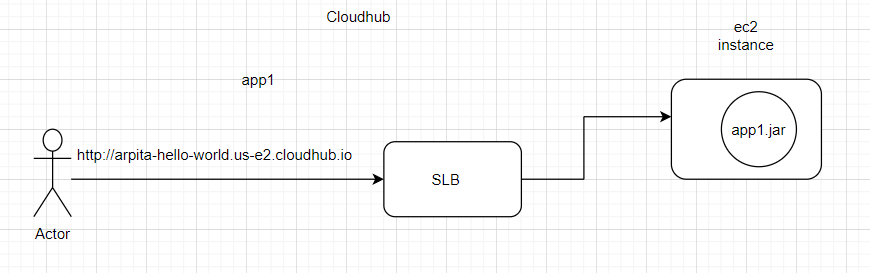 Cloudhub
ec2
instance
app1
app1.jar
http://arpita-hello-world.us-e2.cloudhub.io
SLB
Actor